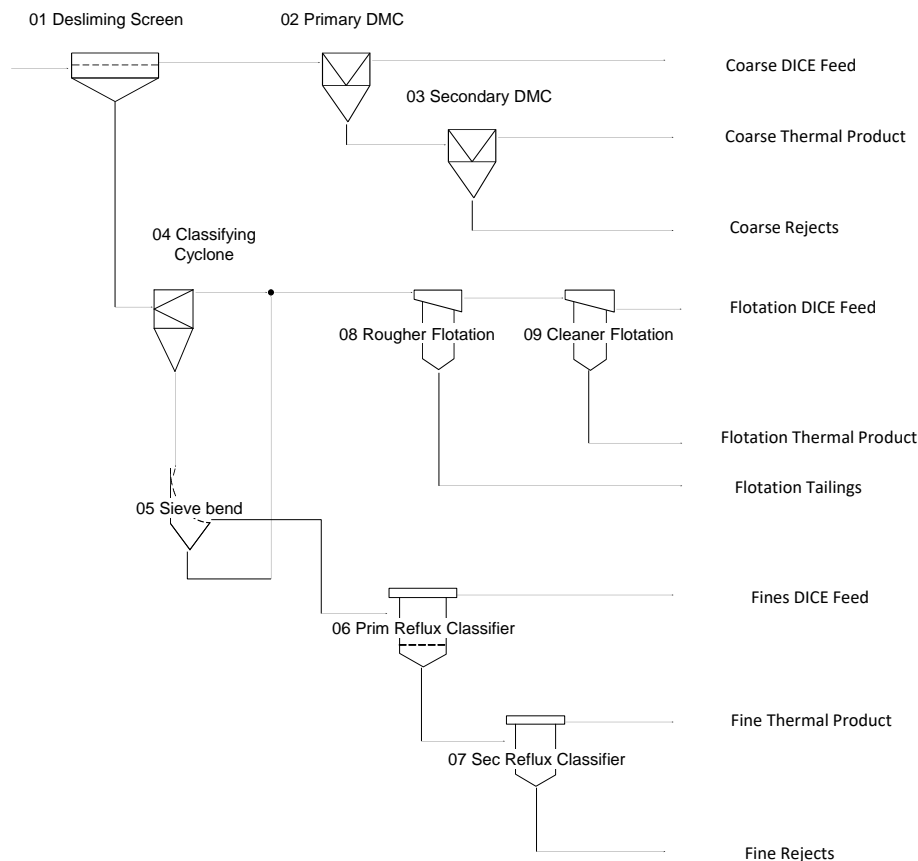 01 Desliming Screen
02 Primary DMC
Coarse DICE Feed
03 Secondary DMC
Coarse Thermal Product
Coarse Rejects
04 Classifying
Cyclone
Flotation DICE Feed
08 Rougher Flotation
09 Cleaner Flotation
Flotation Thermal Product
Flotation Tailings
05 Sieve bend
Fines DICE Feed
06 Prim Reflux Classifier
Fine Thermal Product
07 Sec Reflux Classifier
Fine Rejects